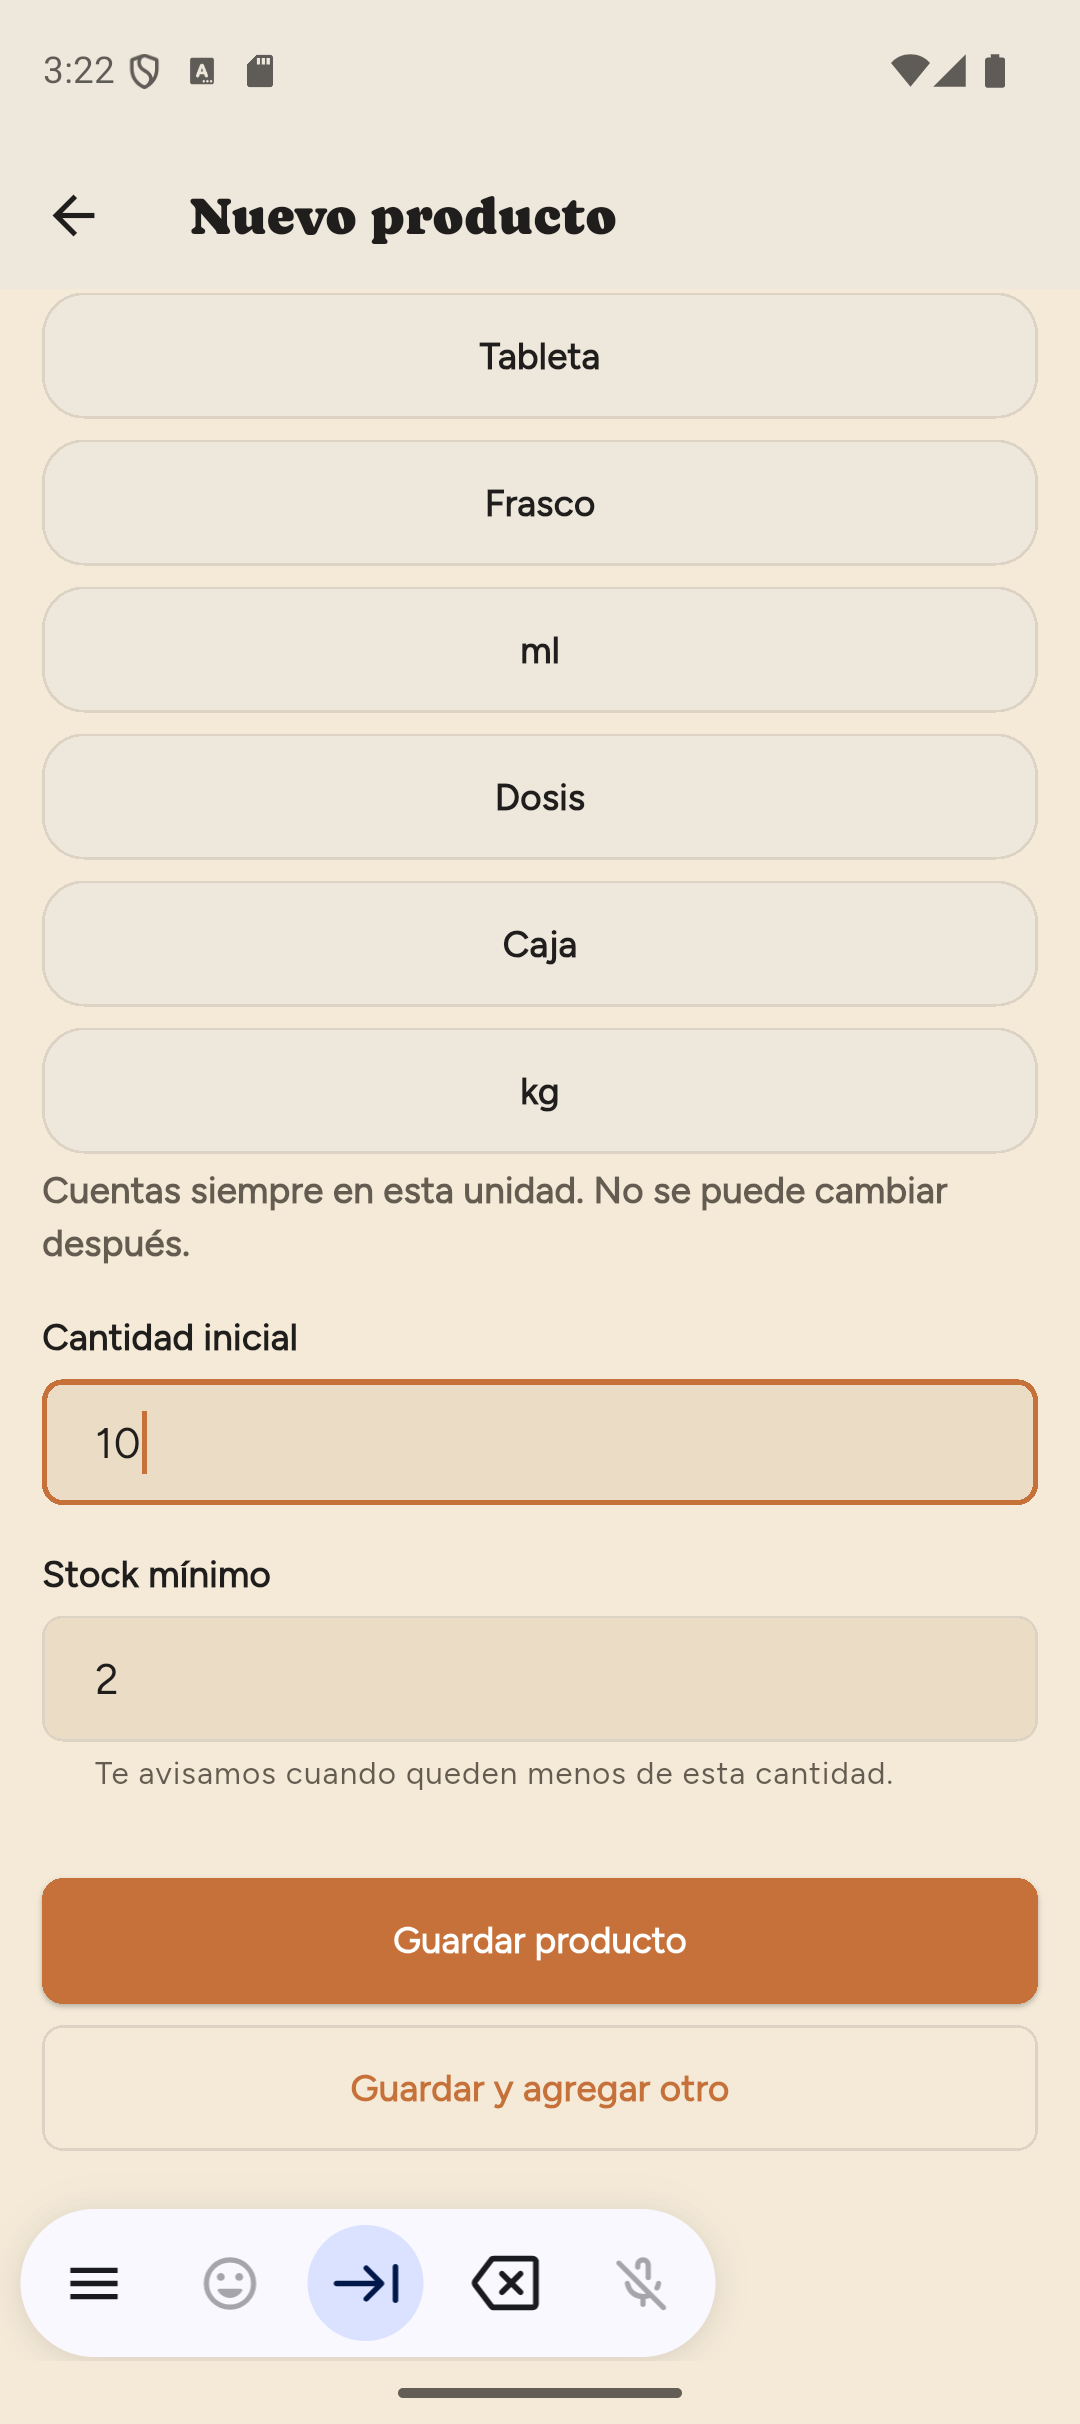 3:22
Nuevo producto
Tableta
Frasco
ml
Dosis
Caja
kg
Cuentas siempre en esta unidad. No se puede cambiar
después.
Cantidad inicial
10
Stock mínimo
2
Te avisamos cuando queden menos de esta cantidad.
Guardar producto
Guardar y agregar otro